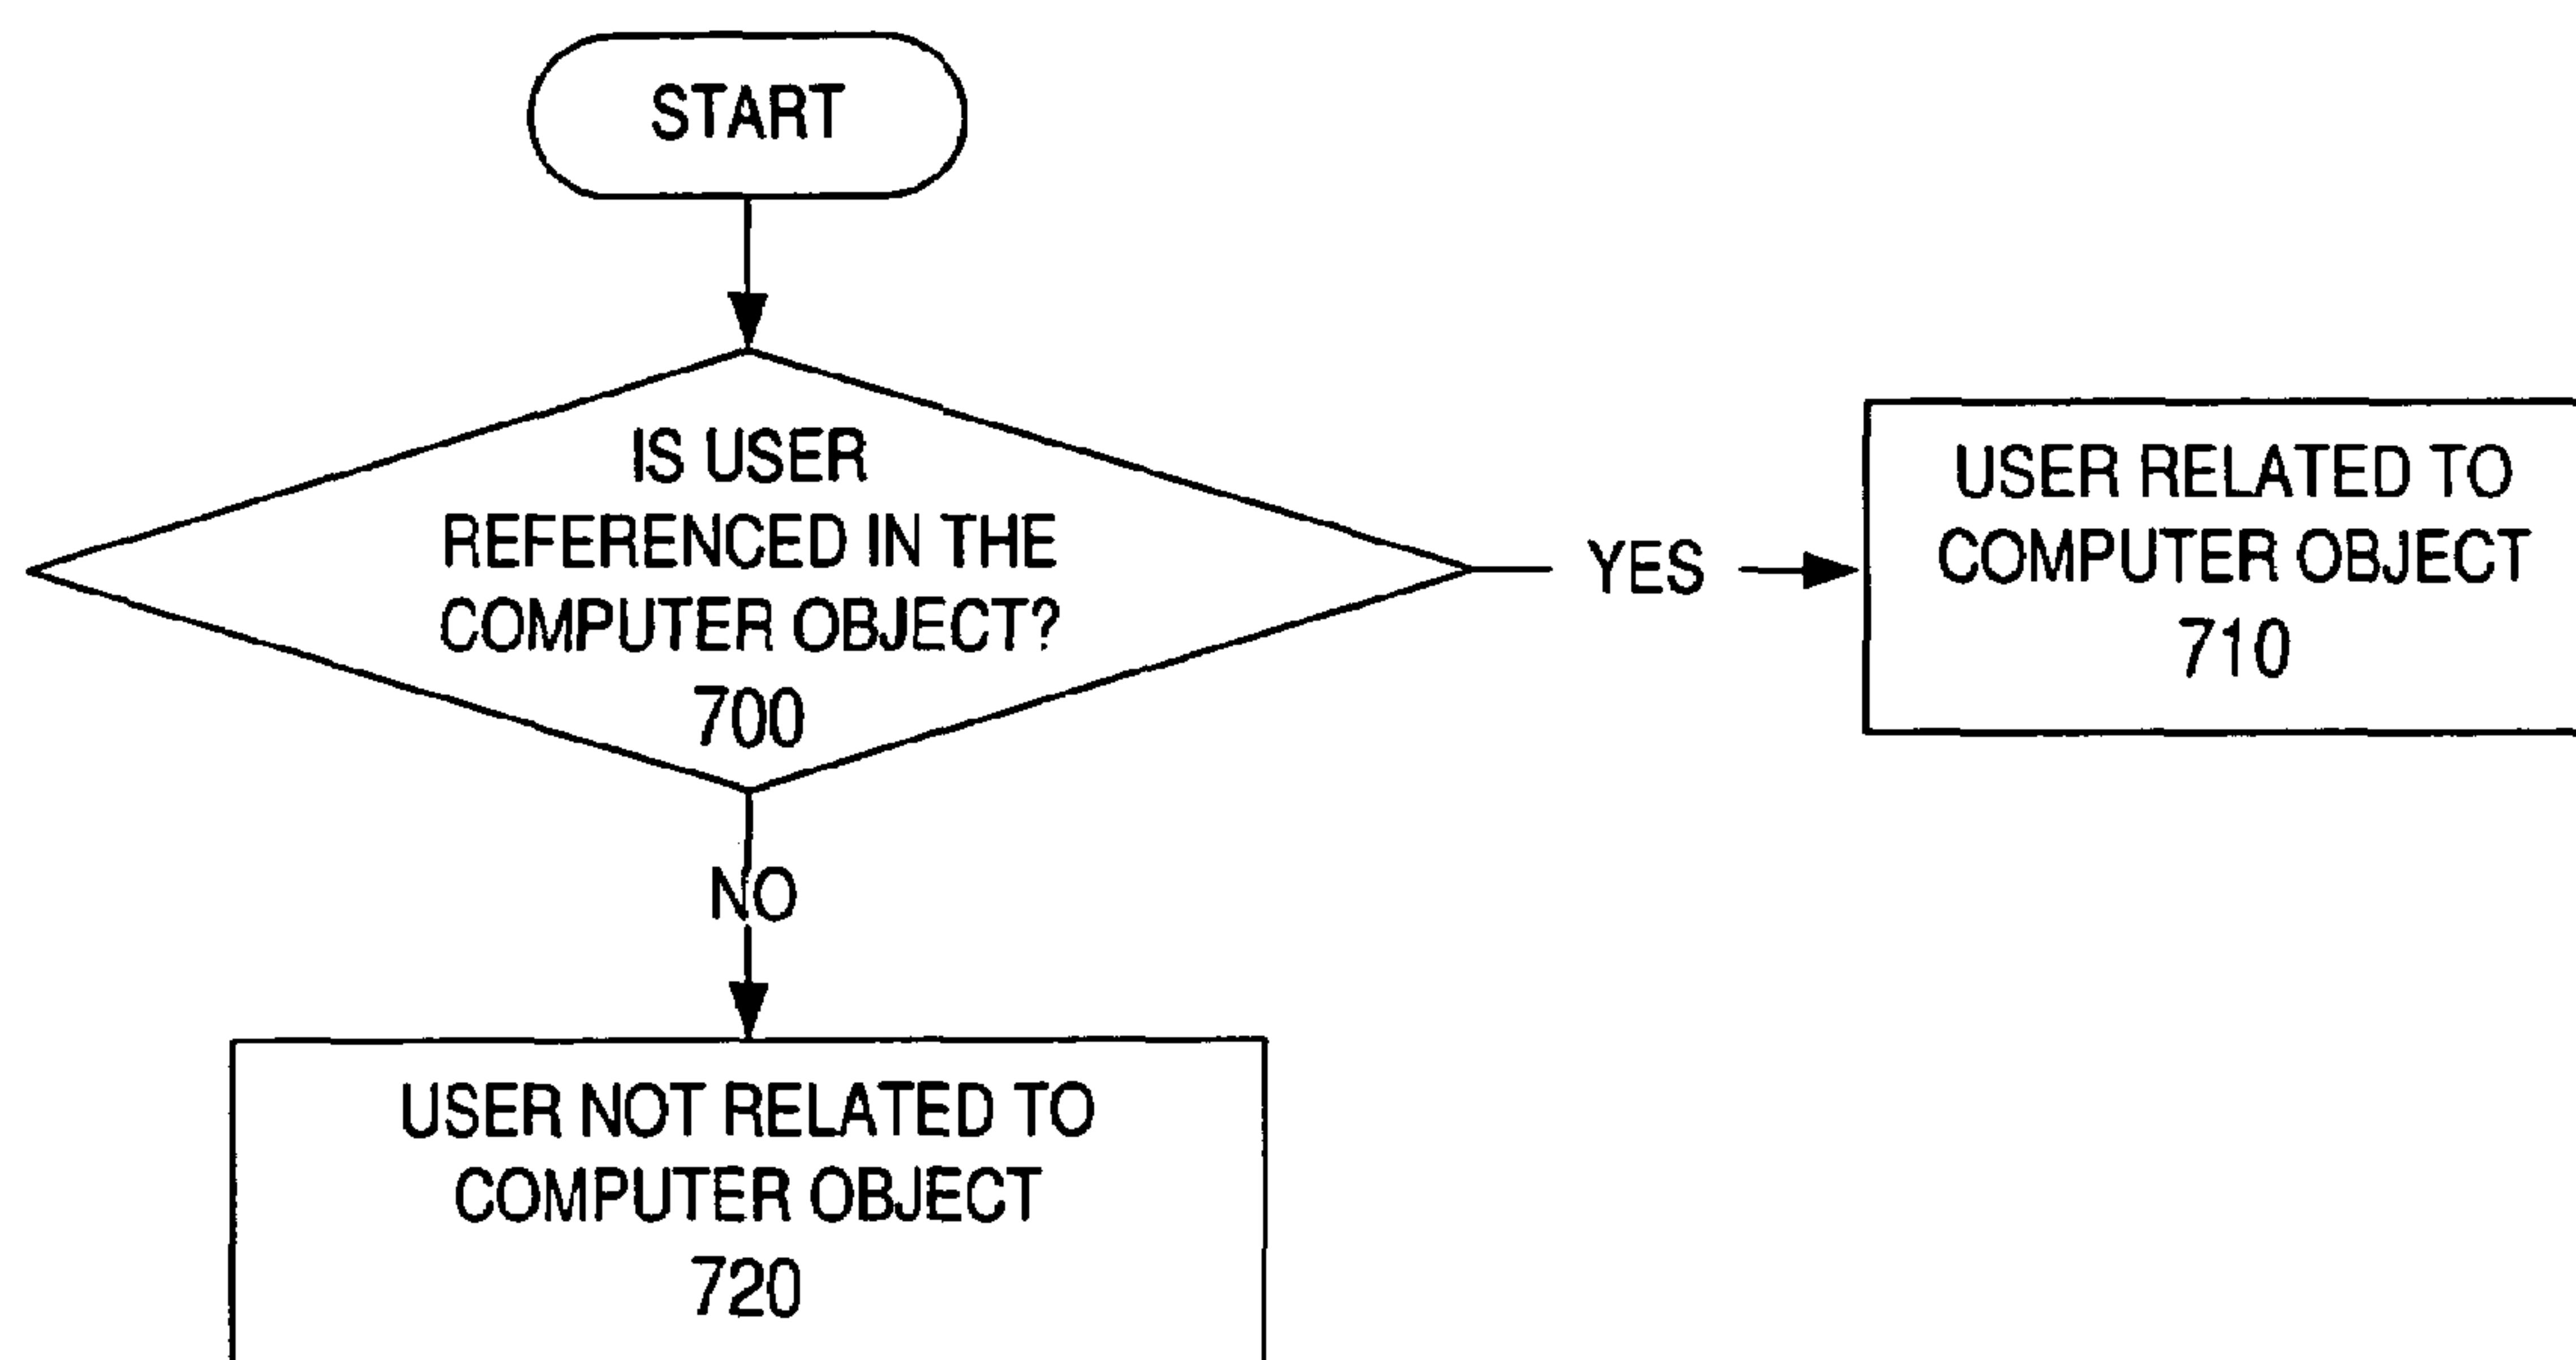 START
IS USER
REFERENCED IN THE
COMPUTER OBJECT?
700
YES
USER RELATED TO
COMPUTER OBJECT
710
NO
USER NOT RELATED TO
COMPUTER OBJECT
720